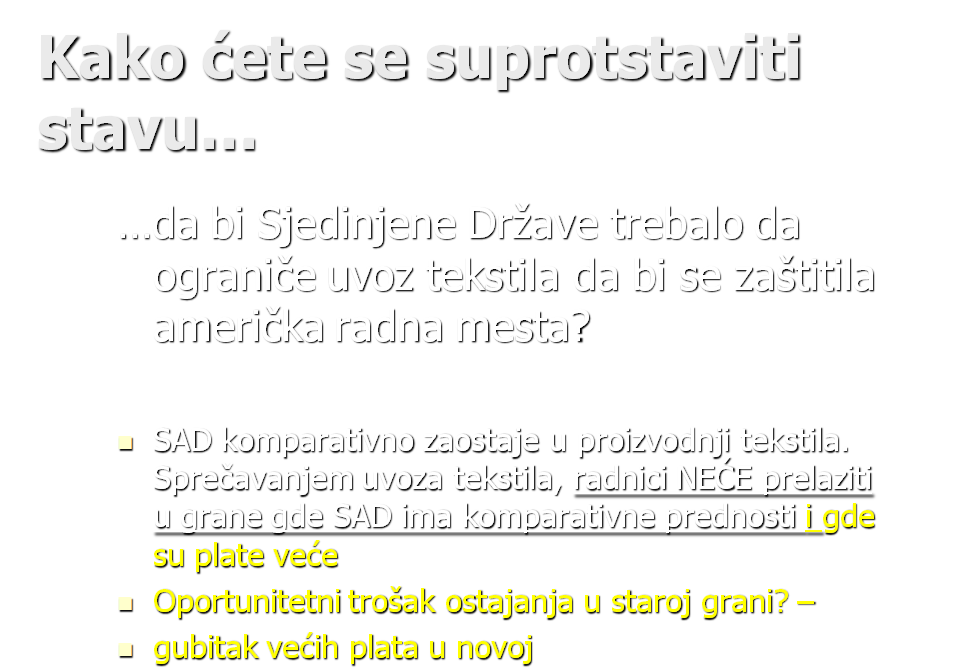 Kako ćete se suprotstaviti
stavu…
…da bi Sjedinjene Države trebalo da
ograniče uvoz tekstila da bi se zaštitila
američka radna mesta?
SAD komparativno zaostaje u proizvodnji tekstila.
Sprečavanjem uvoza tekstila, radnici NEĆE prelaziti
u grane gde SAD ima komparativne prednosti i gde
su plate veće
Oportunitetni trošak ostajanja u staroj grani? –
gubitak većih plata u novoj